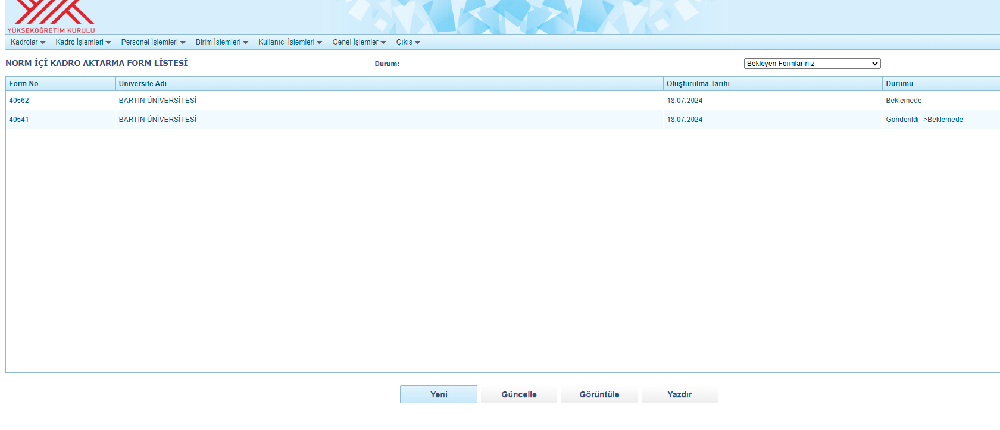 YÜKSEKÖĞRETİM KURULU
Kadrolar Kadro İşlemleri Personel İşlemleri Birim İşlemleri Kullanıcı İşlemleri Genel İşlemler Çıkış
NORM İÇİ KADRO AKTARMA FORM LİSTESİ Durum: Bekleyen Formlarınız
Form No Üniversite Adı Oluşturulma Tarihi Durumu
40562 BARTIN ÜNİVERSİTESİ 18.07.2024 Beklemede
40541 BARTIN ÜNİVERSİTESİ 18.07.2024 Gönderildi-->Beklemede
Yeni Güncelle Görüntüle Yazdır